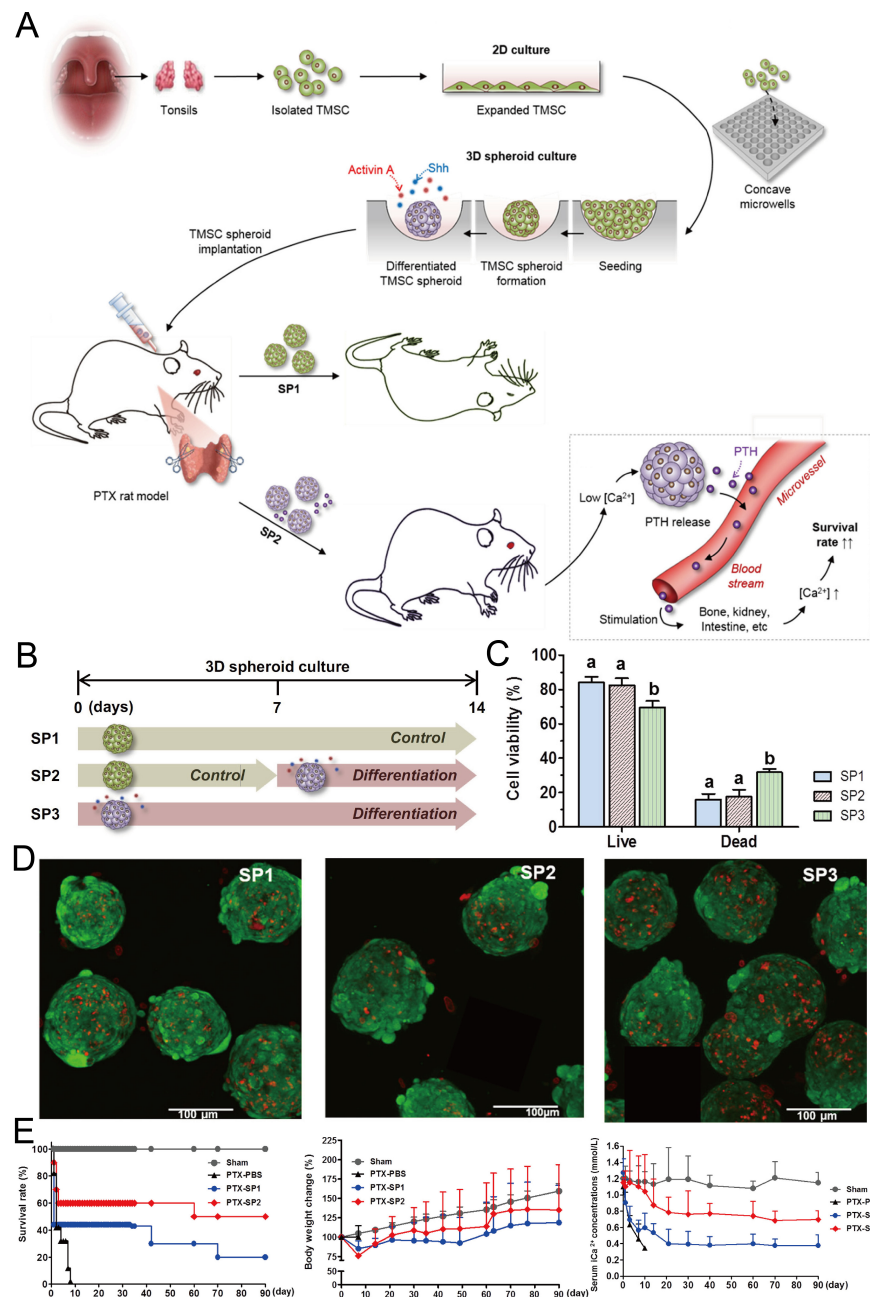 A
2D culture
Tonsils
Isolated TMSC
Expanded TMSC
Concave
microwells
3D spheroid culture
Activin A
Shh
Differentiated
TMSC spheroid
TMSC spheroid
formation
Seeding
TMSC spheroid
implantation
SP1
PTX rat model
SP2
Low [Ca²⁺]
PTH
PTH release
Microvessel
Blood
stream
Survival
rate ↑↑
[Ca²⁺] ↑
Stimulation
Bone, kidney,
Intestine, etc
B
3D spheroid culture
0 (days)
7
14
SP1
Control
SP2
Control
Differentiation
SP3
Differentiation
C
Cell viability (%)
100
80
60
40
20
0
a
a
b
a
a
b
Live
Dead
SP1
SP2
SP3
D
SP1
100 μm
SP2
100μm
SP3
100 μm
E
Survival rate (%)
100
80
60
40
20
0
Sham
PTX-PBS
PTX-SP1
PTX-SP2
0 10 20 30 40 50 60 70 80 90 (day)
Body weight change (%)
225
200
175
150
125
100
75
50
25
0
Sham
PTX-PBS
PTX-SP1
PTX-SP2
0 10 20 30 40 50 60 70 80 90 (day)
Serum iCa²⁺ concentrations (mmol/L)
1.6
1.4
1.2
1.0
0.8
0.6
0.4
0.2
0.0
Sham
PTX-P
PTX-S
PTX-S
0 10 20 30 40 50 60 70 80 90 (day)